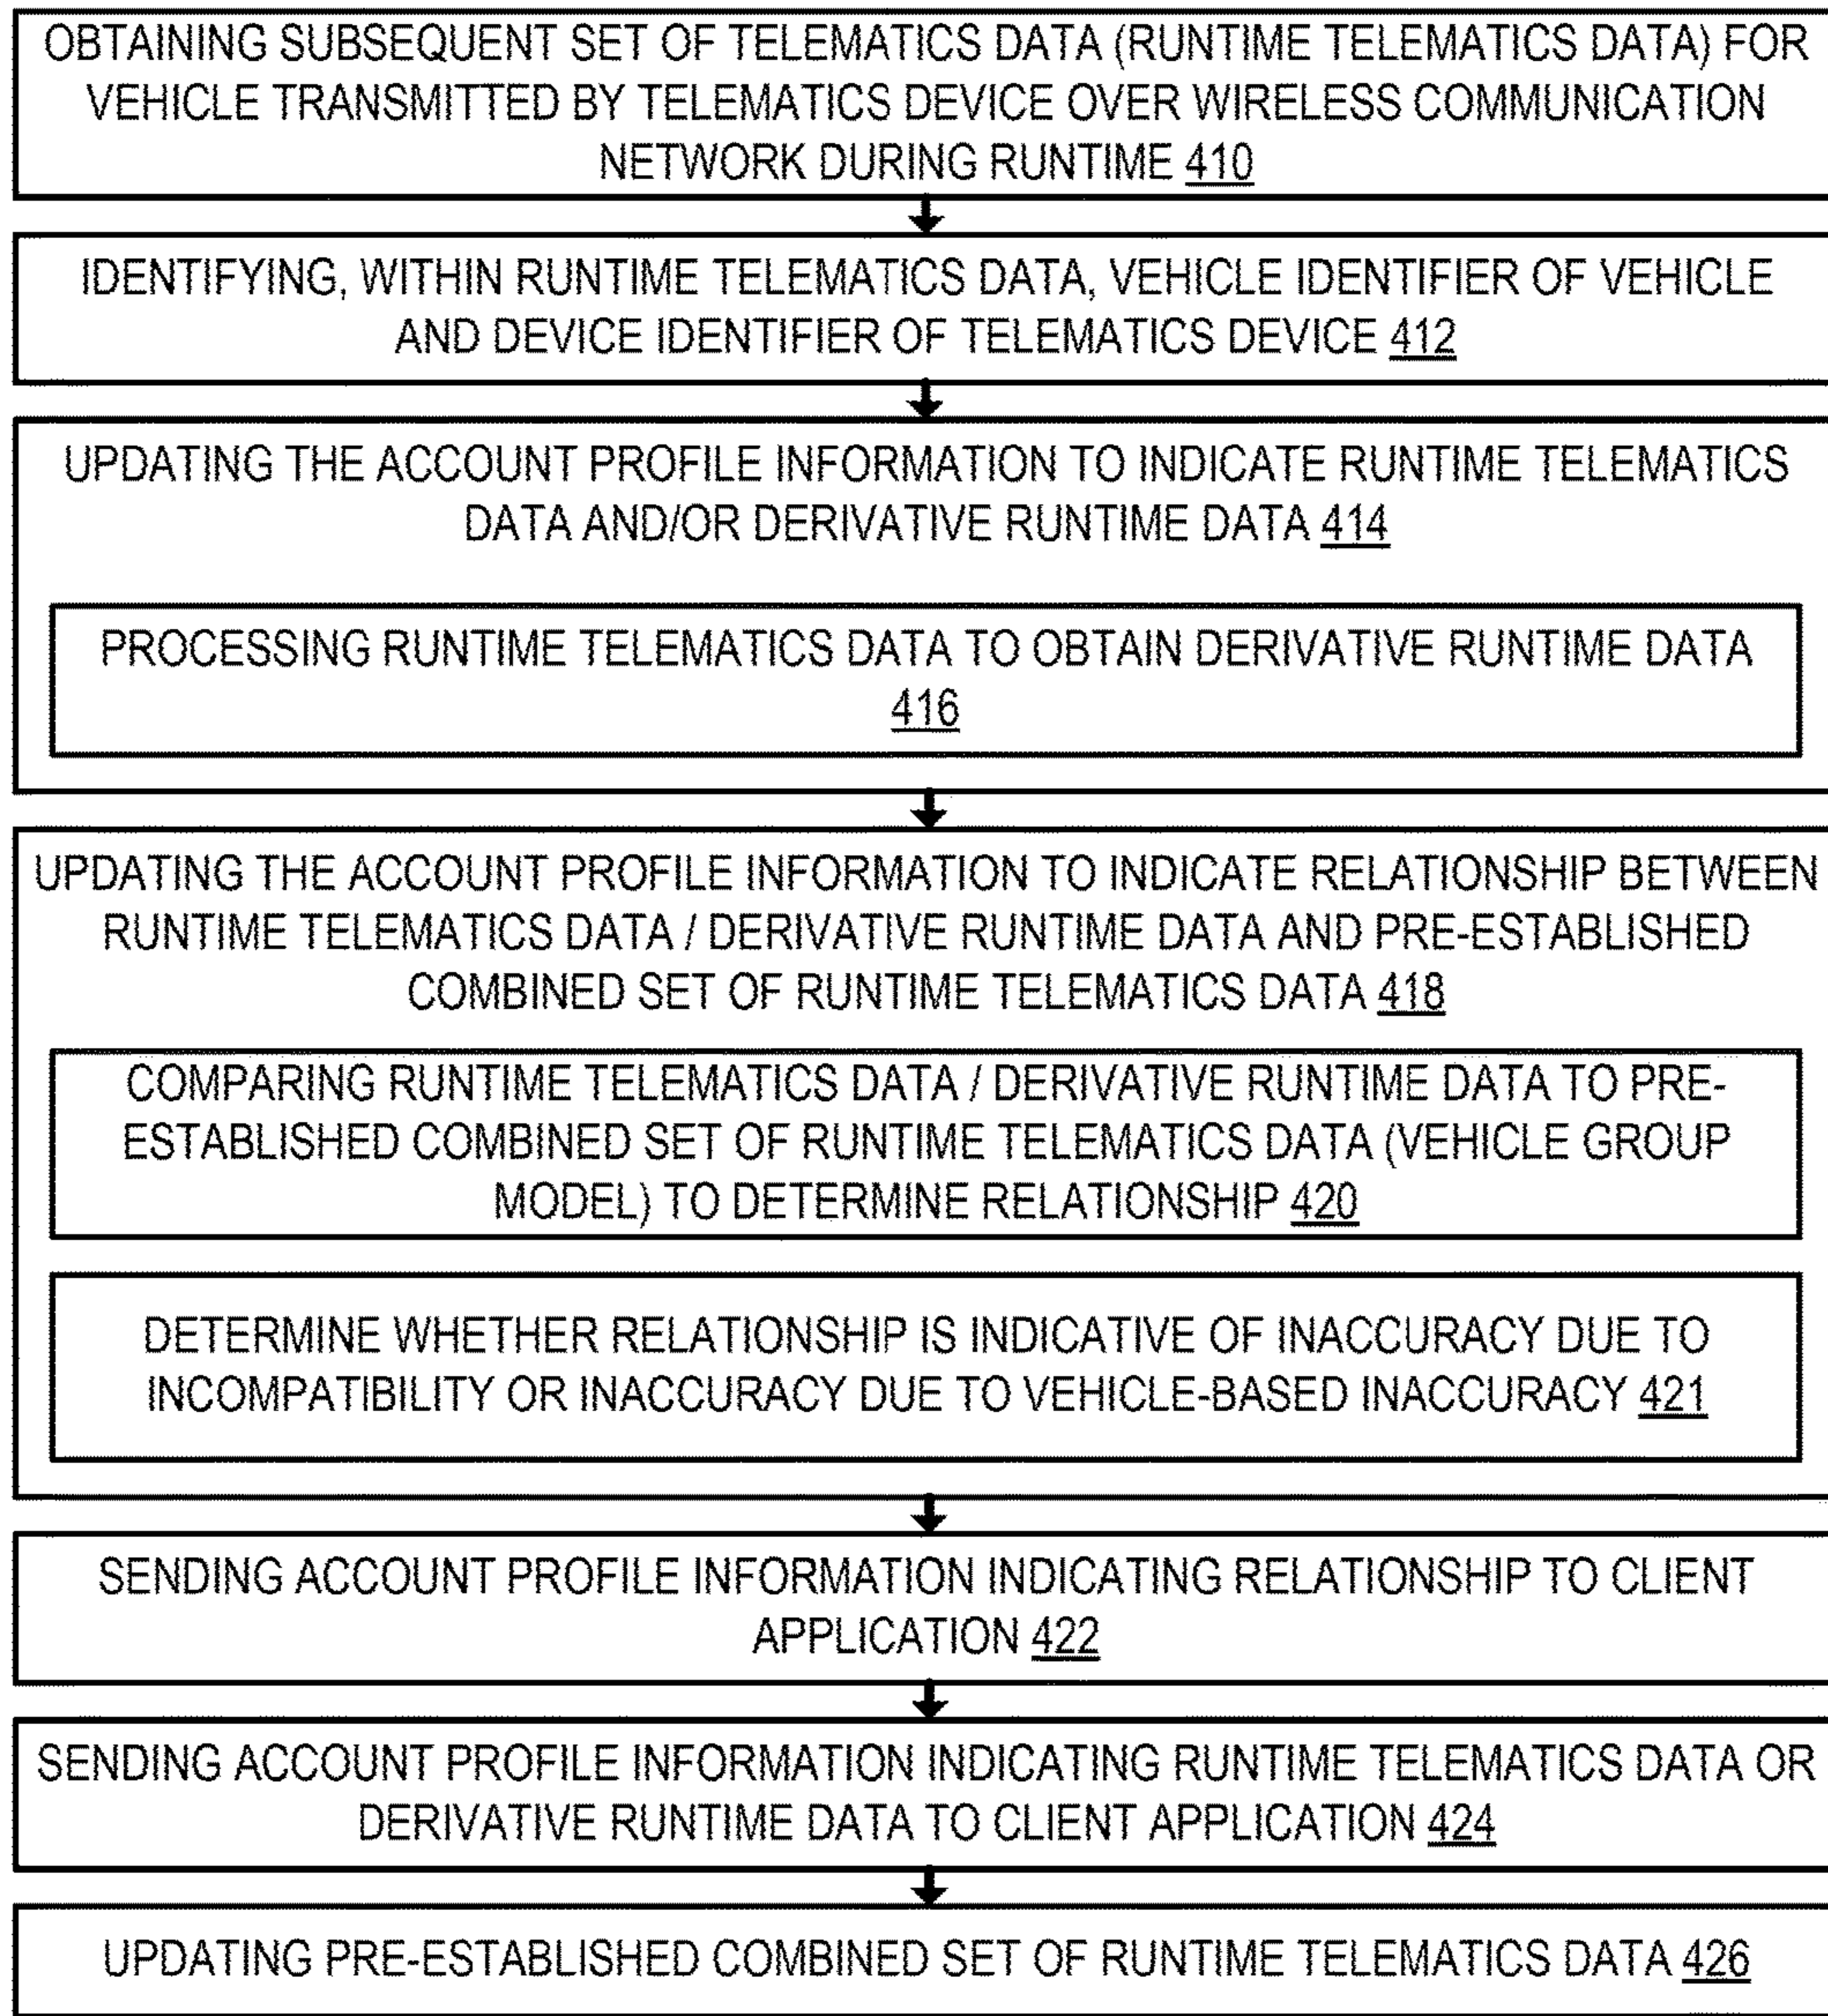 OBTAINING SUBSEQUENT SET OF TELEMATICS DATA (RUNTIME TELEMATICS DATA) FOR
VEHICLE TRANSMITTED BY TELEMATICS DEVICE OVER WIRELESS COMMUNICATION
NETWORK DURING RUNTIME 410
IDENTIFYING, WITHIN RUNTIME TELEMATICS DATA, VEHICLE IDENTIFIER OF VEHICLE
AND DEVICE IDENTIFIER OF TELEMATICS DEVICE 412
UPDATING THE ACCOUNT PROFILE INFORMATION TO INDICATE RUNTIME TELEMATICS
DATA AND/OR DERIVATIVE RUNTIME DATA 414
PROCESSING RUNTIME TELEMATICS DATA TO OBTAIN DERIVATIVE RUNTIME DATA
416
UPDATING THE ACCOUNT PROFILE INFORMATION TO INDICATE RELATIONSHIP BETWEEN
RUNTIME TELEMATICS DATA / DERIVATIVE RUNTIME DATA AND PRE-ESTABLISHED
COMBINED SET OF RUNTIME TELEMATICS DATA 418
COMPARING RUNTIME TELEMATICS DATA / DERIVATIVE RUNTIME DATA TO PRE-
ESTABLISHED COMBINED SET OF RUNTIME TELEMATICS DATA (VEHICLE GROUP
MODEL) TO DETERMINE RELATIONSHIP 420
DETERMINE WHETHER RELATIONSHIP IS INDICATIVE OF INACCURACY DUE TO
INCOMPATIBILITY OR INACCURACY DUE TO VEHICLE-BASED INACCURACY 421
SENDING ACCOUNT PROFILE INFORMATION INDICATING RELATIONSHIP TO CLIENT
APPLICATION 422
SENDING ACCOUNT PROFILE INFORMATION INDICATING RUNTIME TELEMATICS DATA OR
DERIVATIVE RUNTIME DATA TO CLIENT APPLICATION 424
UPDATING PRE-ESTABLISHED COMBINED SET OF RUNTIME TELEMATICS DATA 426